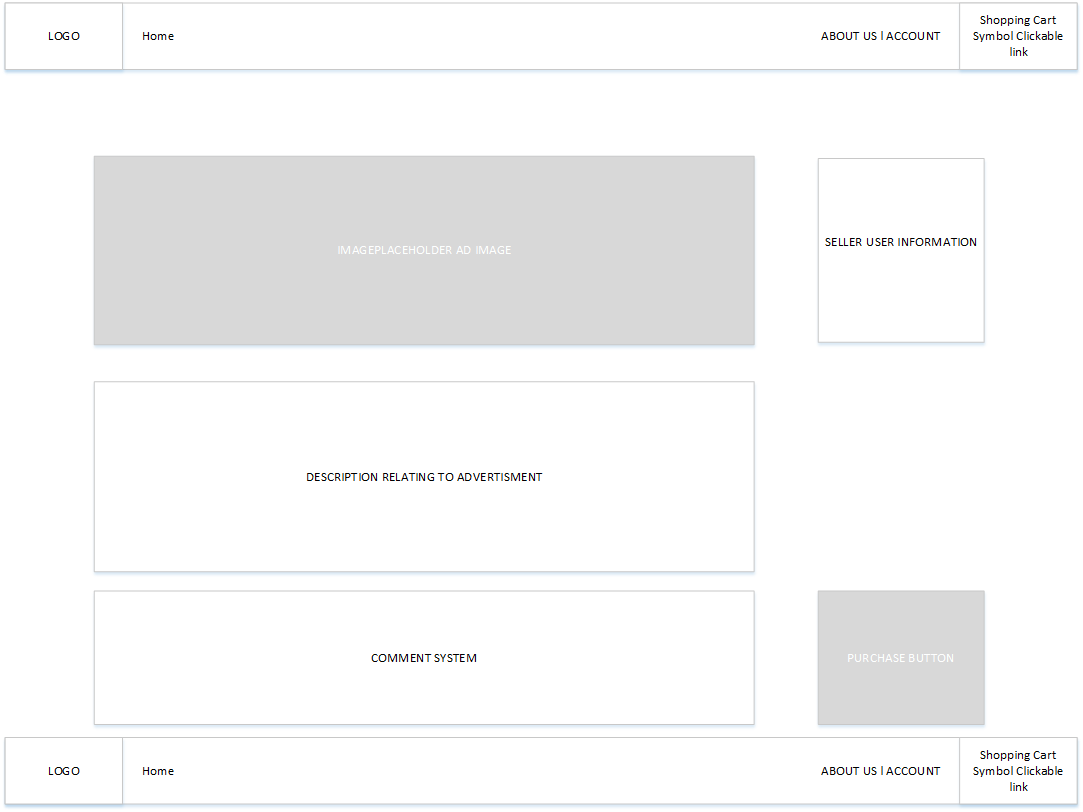 LOGO
Home
ABOUT US | ACCOUNT
Shopping Cart
Symbol Clickable
link
IMAGEPLACEHOLDER AD IMAGE
SELLER USER INFORMATION
DESCRIPTION RELATING TO ADVERTISMENT
COMMENT SYSTEM
PURCHASE BUTTON
LOGO
Home
ABOUT US | ACCOUNT
Shopping Cart
Symbol Clickable
link